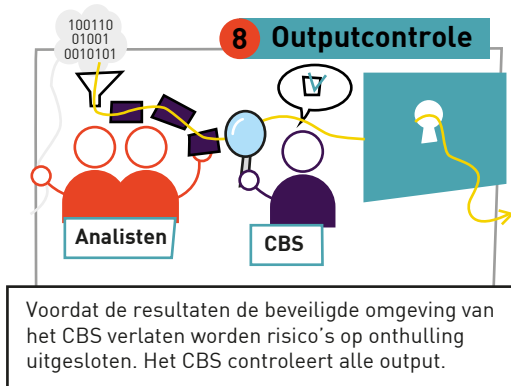 100110
01001
0010101
8 Outputcontrole
Analisten
CBS
Voordat de resultaten de beveiligde omgeving van
het CBS verlaten worden risico's op onthulling
uitgesloten. Het CBS controleert alle output.